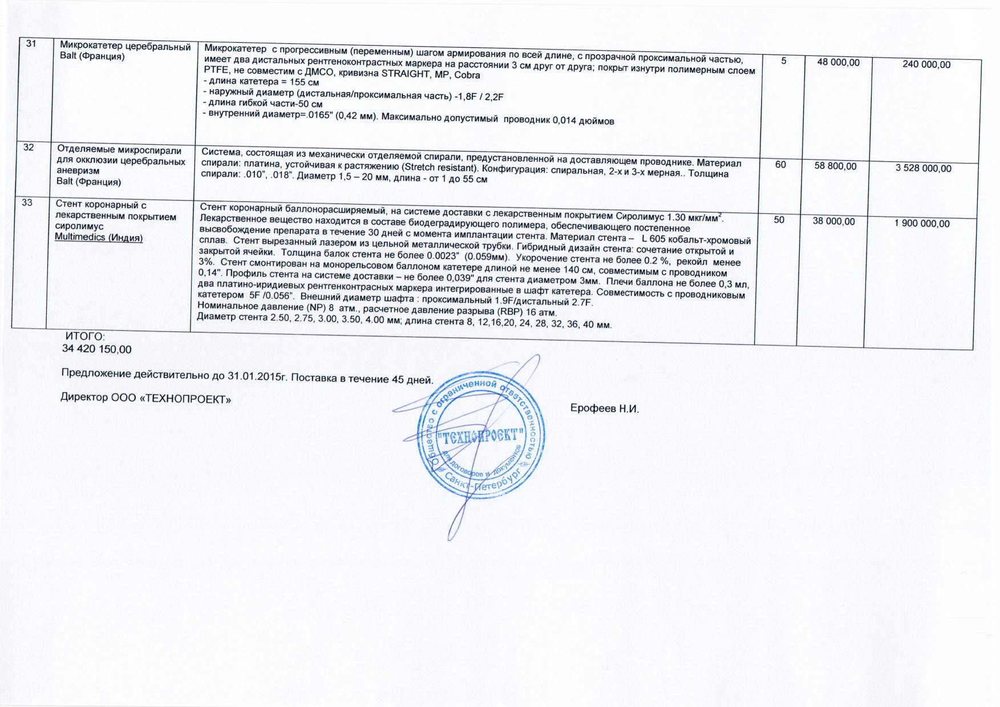 31
Микрокатетер церебральный
Balt (Франция)
Микрокатетер с прогрессивным (переменным) шагом армирования по всей длине, с прозрачной проксимальной частью,
имеет два дистальных рентгеноконтрастных маркера на расстоянии 3 см друг от друга; покрыт изнутри полимерным слоем
PTFE, не совместим с ДМСО, кривизна STRAIGHT, MP, Cobra
- длина катетера = 155 см
- наружный диаметр (дистальная/проксимальная часть) -1,8F / 2,2F
- длина гибкой части-50 см
- внутренний диаметр=.0165" (0,42 мм). Максимально допустимый проводник 0,014 дюймов
5
48 000,00
240 000,00
32
Отделяемые микроспирали
для окклюзии церебральных
аневризм
Balt (Франция)
Система, состоящая из механически отделяемой спирали, предустановленной на доставляющем проводнике. Материал
спирали: платина, устойчивая к растяжению (Stretch resistant). Конфигурация: спиральная, 2-х и 3-х мерная.. Толщина
спирали: .010”, .018”. Диаметр 1,5 – 20 мм, длина - от 1 до 55 см
60
58 800,00
3 528 000,00
33
Стент коронарный с
лекарственным покрытием
сиролимус
Multimedics (Индия)
Стент коронарный баллонорасширяемый, на системе доставки с лекарственным покрытием Сиролимус 1.30 мкг/мм².
Лекарственное вещество находится в составе биодеградирующего полимера, обеспечивающего постепенное
высвобождение препарата в течение 30 дней с момента имплантации стента. Материал стента – L 605 кобальт-хромовый
сплав. Стент вырезанный лазером из цельной металлической трубки. Гибридный дизайн стента: сочетание открытой и
закрытой ячейки. Толщина балок стента не более 0.0023” (0.059мм). Укорочение стента не более 0.2 %, рекойл менее
3%. Стент смонтирован на монорельсовом баллоном катетере длиной не менее 140 см, совместимым с проводником
0,14". Профиль стента на системе доставки – не более 0,039" для стента диаметром 3мм. Плечи баллона не более 0,3 мл,
два платино-иридиевых рентгенконтрасных маркера интегрированные в шафт катетера. Совместимость с проводниковым
катетером 5F /0.056”. Внешний диаметр шафта : проксимальный 1.9F/дистальный 2.7F.
Номинальное давление (NP) 8 атм., расчетное давление разрыва (RBP) 16 атм.
Диаметр стента 2.50, 2.75, 3.00, 3.50, 4.00 мм; длина стента 8, 12,16,20, 24, 28, 32, 36, 40 мм.
50
38 000,00
1 900 000,00
ИТОГО:
34 420 150,00
Предложение действительно до 31.01.2015г. Поставка в течение 45 дней.
Директор ООО «ТЕХНОПРОЕКТ»
Ерофеев Н.И.
Общество с ограниченной ответственностью
"ТЕХНОПРОЕКТ"
для договоров и документов
Санкт-Петербург